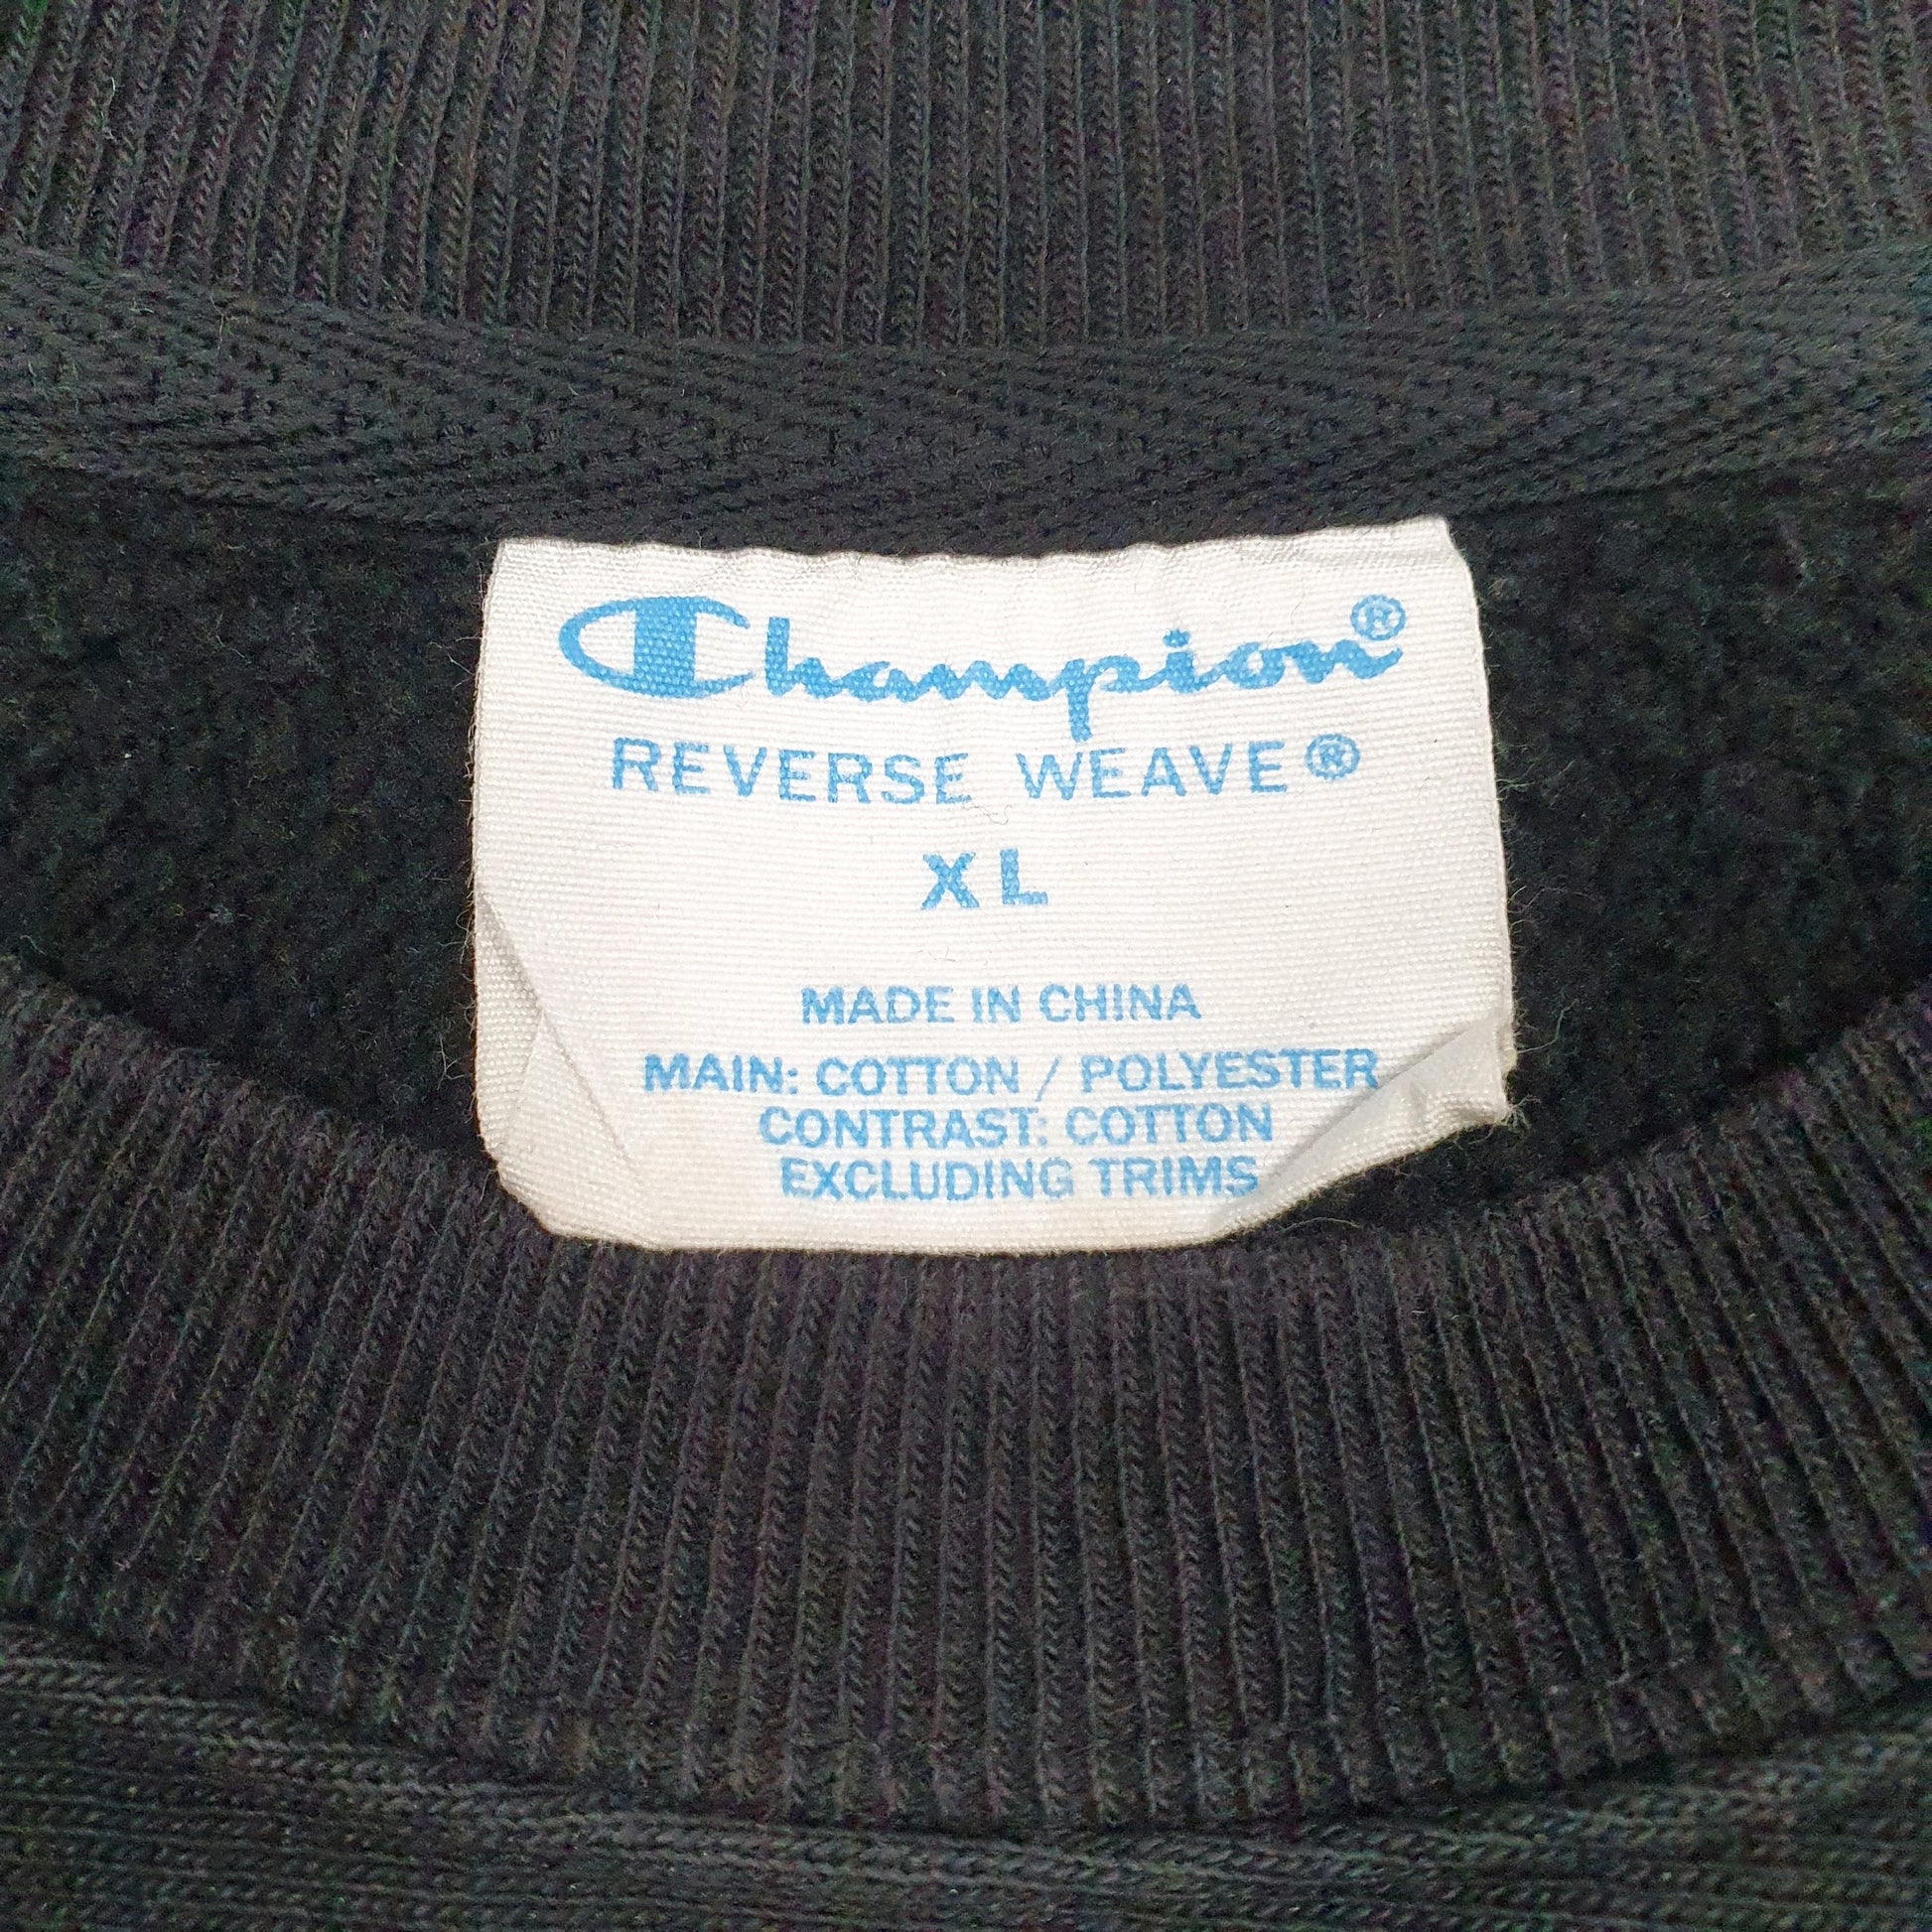 Champion®
REVERSE WEAVE®
XL
MADE IN CHINA
MAIN: COTTON / POLYESTER
CONTRAST: COTTON
EXCLUDING TRIMS